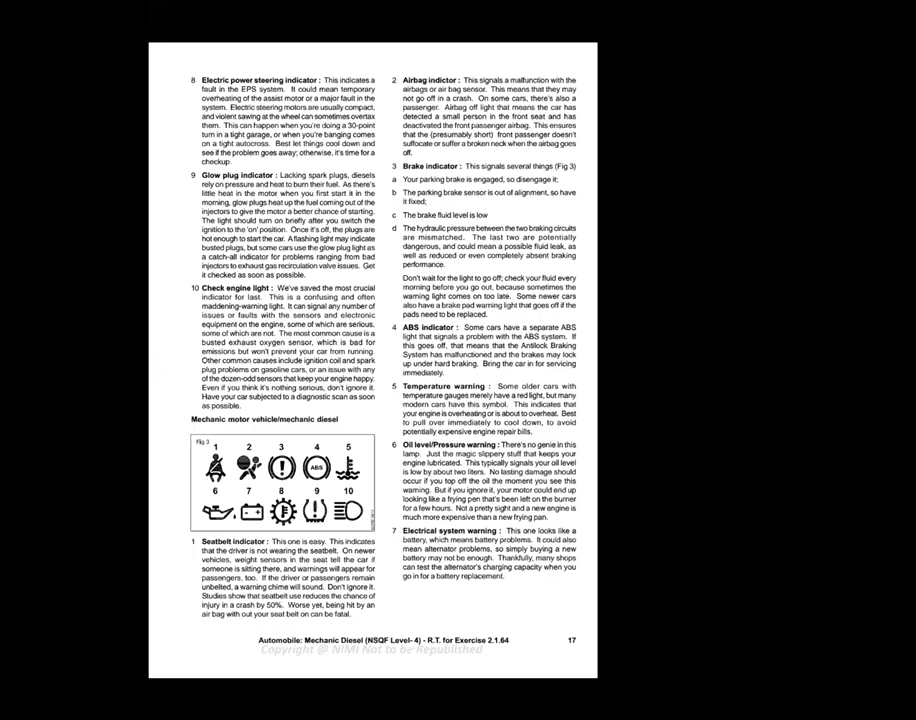 8 Electric power steering indicator : This indicates a
fault in the EPS system. It could mean temporary
overheating of the assist motor or a major fault in the
system. Electric steering motors are usually compact,
and violent sawing at the wheel can sometimes overtax
them. This can happen when you're doing a 30-point
turn in a tight garage, or when you're banging comes
on a tight autocross. Best let things cool down and
see if the problem goes away; otherwise, it's time for a
checkup.
9 Glow plug indicator : Lacking spark plugs, diesels
rely on pressure and heat to burn their fuel. As there's
little heat in the motor when you first start it in the
morning, glow plugs heat up the fuel coming out of the
injectors to give the motor a better chance of starting.
The light should turn on briefly after you switch the
ignition to the 'on' position. Once it's off, the plugs are
hot enough to start the car. A flashing light may indicate
busted plugs, but some cars use the glow plug light as
a catch-all indicator for problems ranging from bad
injectors to exhaust gas recirculation valve issues. Get
it checked as soon as possible.
10 Check engine light : We've saved the most crucial
indicator for last. This is a confusing and often
maddening-warning light. It can signal any number of
issues or faults with the sensors and electronic
equipment on the engine, some of which are serious,
some of which are not. The most common cause is a
busted exhaust oxygen sensor, which is bad for
emissions but won't prevent your car from running.
Other common causes include ignition coil and spark
plug problems on gasoline cars, or an issue with any
of the dozen-odd sensors that keep your engine happy.
Even if you think it's nothing serious, don't ignore it.
Have your car subjected to a diagnostic scan as soon
as possible.
Mechanic motor vehicle/mechanic diesel
Fig 3
1 2 3 4 5
ABS
6 7 8 9 10
1 Seatbelt indicator : This one is easy. This indicates
that the driver is not wearing the seatbelt. On newer
vehicles, weight sensors in the seat tell the car if
someone is sitting there, and warnings will appear for
passengers, too. If the driver or passengers remain
unbelted, a warning chime will sound. Don't ignore it.
Studies show that seatbelt use reduces the chance of
injury in a crash by 50%. Worse yet, being hit by an
air bag with out your seat belt on can be fatal.
2 Airbag indictor : This signals a malfunction with the
airbags or air bag sensor. This means that they may
not go off in a crash. On some cars, there's also a
passenger. Airbag off light that means the car has
detected a small person in the front seat and has
deactivated the front passenger airbag. This ensures
that the (presumably short) front passenger doesn't
suffocate or suffer a broken neck when the airbag goes
off.
3 Brake indicator : This signals several things (Fig 3)
a Your parking brake is engaged, so disengage it;
b The parking brake sensor is out of alignment, so have
it fixed;
c The brake fluid level is low
d The hydraulic pressure between the two braking circuits
are mismatched. The last two are potentially
dangerous, and could mean a possible fluid leak, as
well as reduced or even completely absent braking
performance.
Don't wait for the light to go off; check your fluid every
morning before you go out, because sometimes the
warning light comes on too late. Some newer cars
also have a brake pad warning light that goes off if the
pads need to be replaced.
4 ABS indicator : Some cars have a separate ABS
light that signals a problem with the ABS system. If
this goes off, that means that the Antilock Braking
System has malfunctioned and the brakes may lock
up under hard braking. Bring the car in for servicing
immediately.
5 Temperature warning : Some older cars with
temperature gauges merely have a red light, but many
modern cars have this symbol. This indicates that
your engine is overheating or is about to overheat. Best
to pull over immediately to cool down, to avoid
potentially expensive engine repair bills.
6 Oil level/Pressure warning : There's no genie in this
lamp. Just the magic slippery stuff that keeps your
engine lubricated. This typically signals your oil level
is low by about two liters. No lasting damage should
occur if you top off the oil the moment you see this
warning. But if you ignore it, your motor could end up
looking like a frying pan that's been left on the burner
for a few hours. Not a pretty sight and a new engine is
much more expensive than a new frying pan.
7 Electrical system warning : This one looks like a
battery, which means battery problems. It could also
mean alternator problems, so simply buying a new
battery may not be enough. Thankfully, many shops
can test the alternator's charging capacity when you
go in for a battery replacement.
Automobile: Mechanic Diesel (NSQF Level- 4) - R.T. for Exercise 2.1.64 17
Copyright @ NIMI Not to be Republished